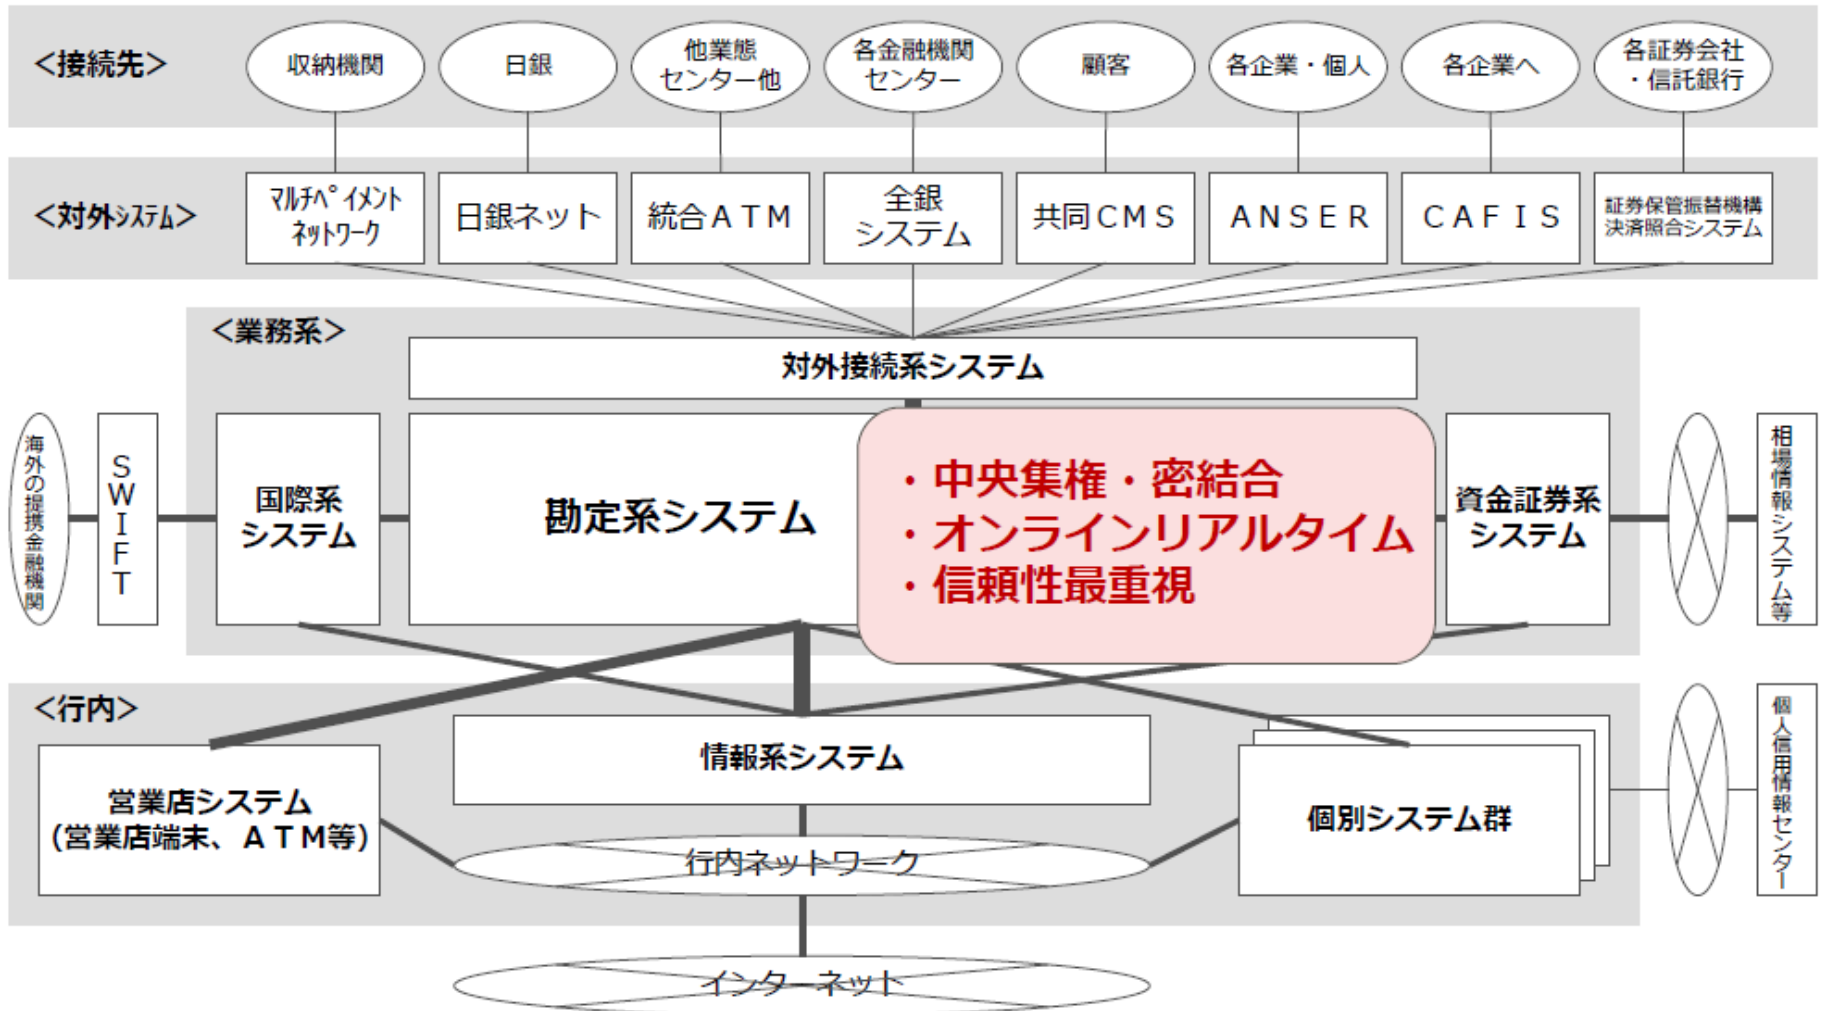 <接続先>
収納機関
日銀
他業態
センター他
各金融機関
センター
顧客
各企業・個人
各企業へ
各証券会社
・信託銀行
<対外ｼｽﾃﾑ>
ﾏﾙﾁﾍﾟｲﾒﾝﾄ
ﾈｯﾄﾜｰｸ
日銀ネット
統合ＡＴＭ
全銀
システム
共同ＣＭＳ
ＡＮＳＥＲ
ＣＡＦＩＳ
証券保管振替機構
決済照合システム
<業務系>
対外接続系システム
海外の提携金融機関
ＳＷＩＦＴ
国際系
システム
勘定系システム
・中央集権・密結合
・オンラインリアルタイム
・信頼性最重視
資金証券系
システム
相場情報システム等
<行内>
営業店システム
(営業店端末、ＡＴＭ等)
情報系システム
行内ネットワーク
個別システム群
個人信用情報センター
インターネット